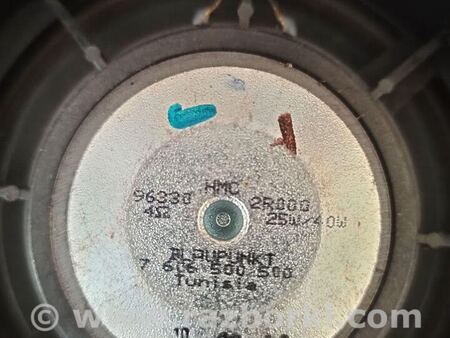 HMC
96330 2R000
4Ω 25W/40W
BLAUPUNKT
7 616 500 500
Tunisia
© www.razborki.com